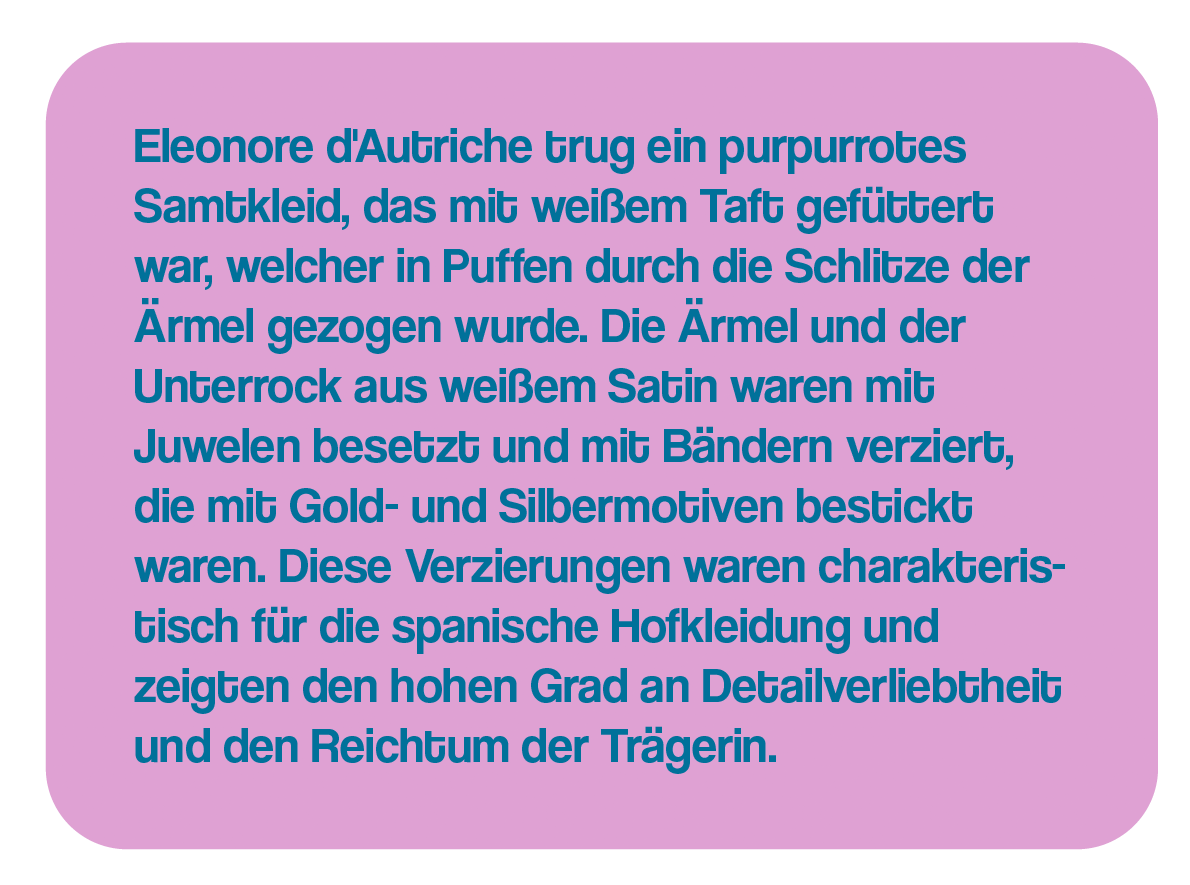 Eleonore d'Autriche trug ein purpurrotes
Samtkleid, das mit weißem Taft gefüttert
war, welcher in Puffen durch die Schlitze der
Ärmel gezogen wurde. Die Ärmel und der
Unterrock aus weißem Satin waren mit
Juwelen besetzt und mit Bändern verziert,
die mit Gold- und Silbermotiven bestickt
waren. Diese Verzierungen waren charakteris-
tisch für die spanische Hofkleidung und
zeigten den hohen Grad an Detailverliebtheit
und den Reichtum der Trägerin.